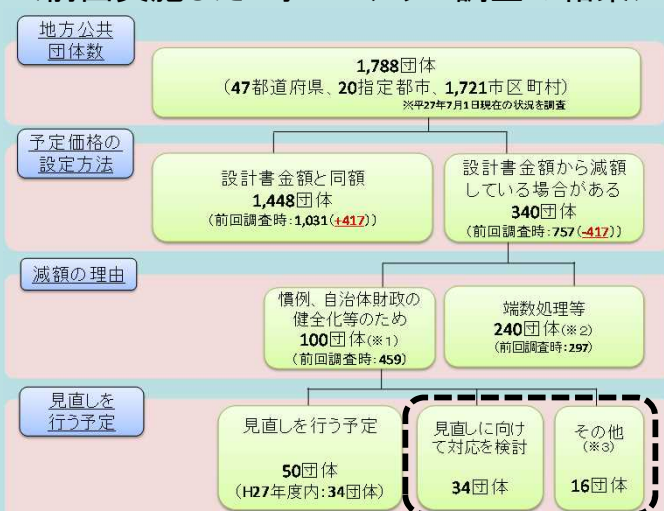 地方公共
団体数
1,788団体
(47都道府県、20指定都市、1,721市区町村)
※平27年7月1日現在の状況を調査
予定価格の
設定方法
設計書金額と同額
1,448団体
(前回調査時:1,031(+417))
設計書金額から減額
している場合がある
340団体
(前回調査時:757(-417))
減額の理由
慣例、自治体財政の
健全化等のため
100団体(※1)
(前回調査時:459)
端数処理等
240団体(※2)
(前回調査時:297)
見直しを
行う予定
見直しを行う予定
50団体
(H27年度内:34団体)
見直しに向け
て対応を検討
34団体
その他
(※3)
16団体